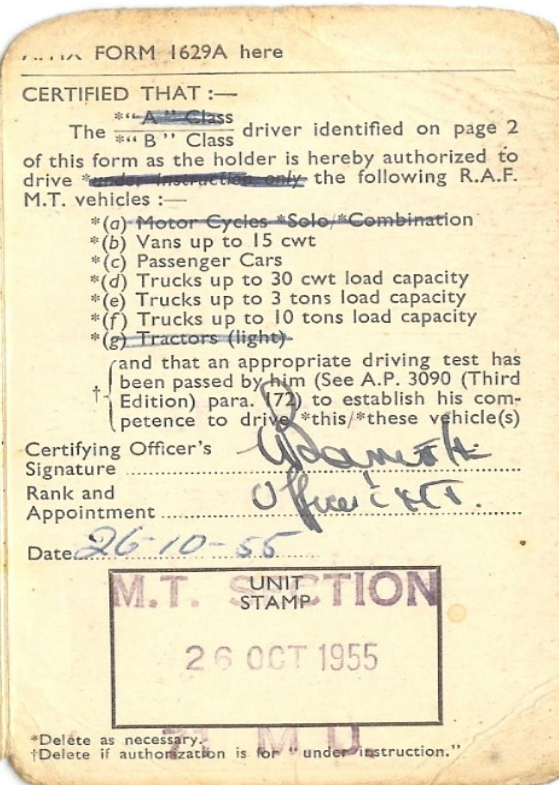 FORM 1629A here
CERTIFIED THAT :—
*“ A ” Class
The driver identified on page 2
*“ B ” Class
of this form as the holder is hereby authorized to
drive *under instruction only the following R.A.F.
M.T. vehicles :—
*(a) Motor Cycles *Solo/*Combination
*(b) Vans up to 15 cwt
*(c) Passenger Cars
*(d) Trucks up to 30 cwt load capacity
*(e) Trucks up to 3 tons load capacity
*(f) Trucks up to 10 tons load capacity
*(g) Tractors (light)
and that an appropriate driving test has
been passed by him (See A.P. 3090 (Third
† Edition) para. 172) to establish his com-
petence to drive *this/*these vehicle(s)
Certifying Officer's
Signature
Rank and
Appointment Officer i/c M.T.
Date 26-10-55
M.T. SECTION
UNIT
STAMP
26 OCT 1955
M.U.
*Delete as necessary.
†Delete if authorization is for “ under instruction.”